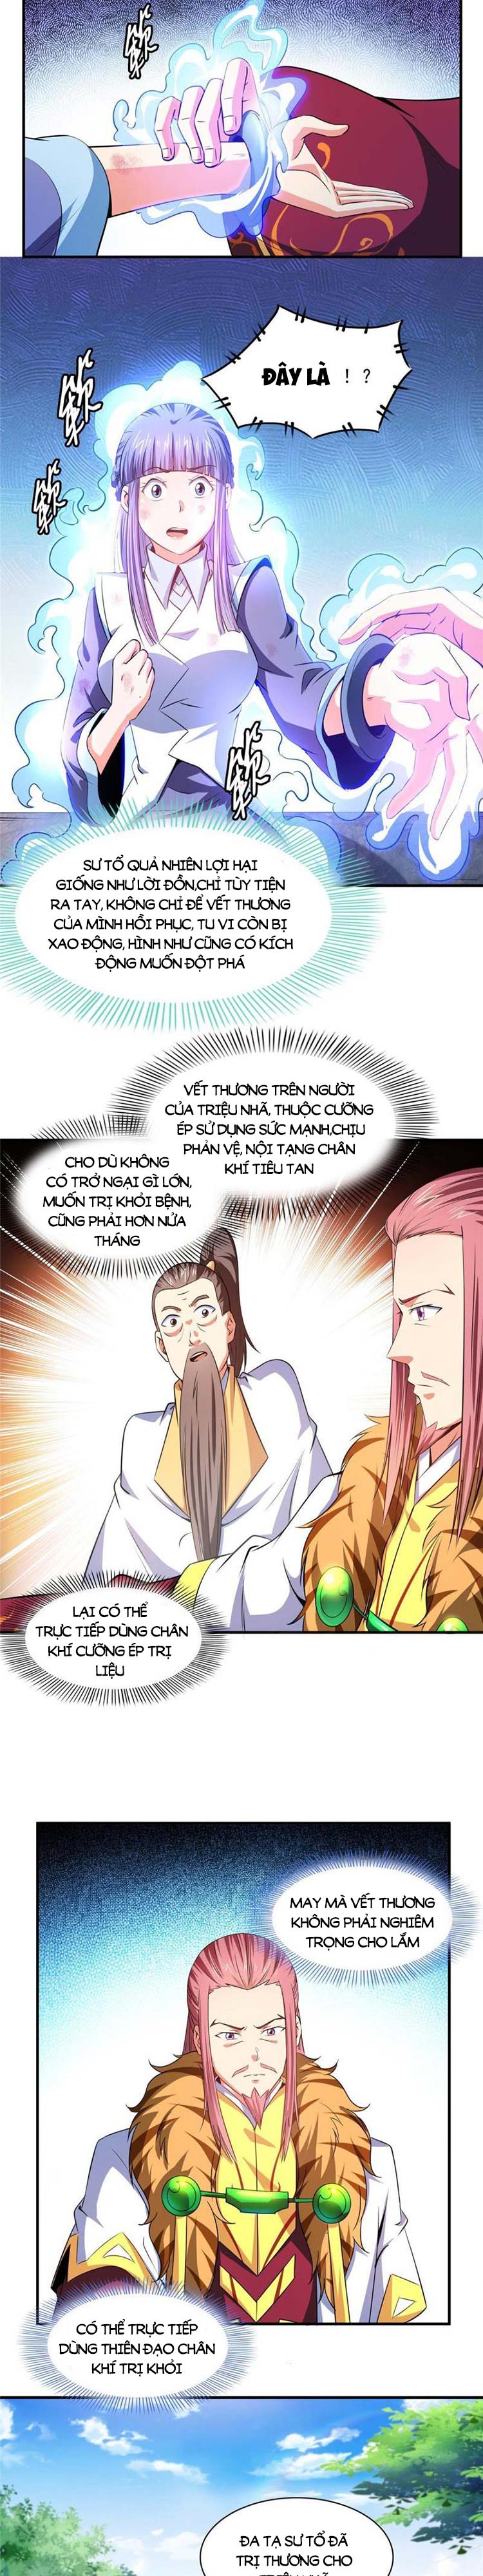 ĐÂY LÀ ！？
SƯ TỔ QUẢ NHIÊN LỢI HẠI
GIỐNG NHƯ LỜI ĐỒN,CHỈ TÙY TIỆN
RA TAY, KHÔNG CHỈ ĐỂ VẾT THƯƠNG
CỦA MÌNH HỒI PHỤC, TU VI CÒN BỊ
XAO ĐỘNG, HÌNH NHƯ CŨNG CÓ KÍCH
ĐỘNG MUỐN ĐỘT PHÁ
VẾT THƯƠNG TRÊN NGƯỜI
CỦA TRIỆU NHÃ, THUỘC CƯỠNG
ÉP SỬ DỤNG SỨC MẠNH,CHỊU
PHẢN VỆ, NỘI TẠNG CHÂN
KHÍ TIÊU TAN
CHO DÙ KHÔNG
CÓ TRỞ NGẠI GÌ LỚN,
MUỐN TRỊ KHỎI BỆNH,
CŨNG PHẢI HƠN NỬA
THÁNG
LẠI CÓ THỂ
TRỰC TIẾP DÙNG CHÂN
KHÍ CƯỠNG ÉP TRỊ
LIỆU
MAY MÀ VẾT THƯƠNG
KHÔNG PHẢI NGHIÊM
TRỌNG CHO LẮM
CÓ THỂ TRỰC TIẾP
DÙNG THIÊN ĐẠO CHÂN
KHÍ TRỊ KHỎI
ĐA TẠ SƯ TỔ ĐÃ
TRỊ THƯƠNG CHO